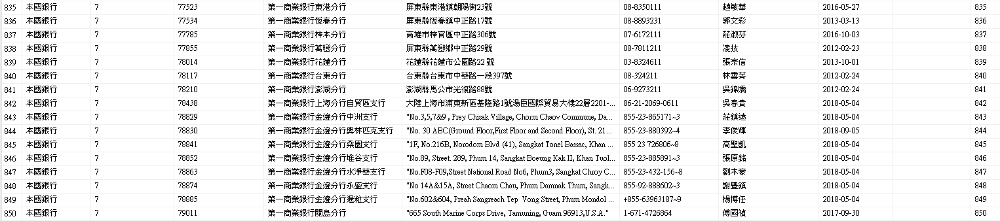 835 本國銀行 7 77523 第一商業銀行東港分行 屏東縣東港鎮朝陽街23號 08-8350111 趙敏華 2016-05-27 835
836 本國銀行 7 77534 第一商業銀行恆春分行 屏東縣恆春鎮中正路17號 08-8893231 郭文彩 2013-03-13 836
837 本國銀行 7 77785 第一商業銀行梓本分行 高雄市梓官區中正路306號 07-6172111 莊淑芬 2016-10-03 837
838 本國銀行 7 77855 第一商業銀行萬巒分行 屏東縣萬巒鄉中正路29號 08-7811211 凌技 2012-02-23 838
839 本國銀行 7 78014 第一商業銀行花蓮分行 花蓮縣花蓮市公園路22 號 03-8324611 張宗信 2013-10-01 839
840 本國銀行 7 78117 第一商業銀行台東分行 台東縣台東市中華路一段397號 08-324211 林雲菁 2012-02-24 840
841 本國銀行 7 78210 第一商業銀行澎湖分行 澎湖縣馬公市光復路88號 06-9273211 吳錦嬌 2012-02-24 841
842 本國銀行 7 78438 第一商業銀行上海分行自貿區支行 大陸上海市浦東新區基隆路1號湯臣國際貿易大樓22層2201-... 86-21-2069-0611 吳春貴 2018-05-04 842
843 本國銀行 7 78829 第一商業銀行金邊分行中洲支行 "No.3,5,7&9 , Prey Chisak Village, Chorm Chaov Commune, Da... 855-23-865171~3 莊鎮遠 2018-05-04 843
844 本國銀行 7 78830 第一商業銀行金邊分行奧林匹克支行 "No. 30 ABC(Ground Floor,First Floor and Second Floor), St. 21... 855-23-880392~4 李俊輝 2018-09-05 844
845 本國銀行 7 78841 第一商業銀行金邊分行桑園支行 "1F, No.216B, Norodom Blvd (41), Sangkat Tonel Bassac, Khan ... 855 23 726806~8 高聖凱 2018-05-04 845
846 本國銀行 7 78852 第一商業銀行金邊分行堆谷支行 "No.89, Street. 289, Phum 14, Sangkat Boeung Kak II, Khan Tuol... 855-23-885891~3 張原銘 2018-05-04 846
847 本國銀行 7 78863 第一商業銀行金邊分行水淨華支行 "No.F08-F09,Street National Road No6, Phum3, Sangkat Chroy C... 855-23-432-156~8 劉本蒙 2018-05-04 847
848 本國銀行 7 78874 第一商業銀行金邊分行永盛支行 "No 14A&15A, Street Chaom Chau, Phum Damnak Thum, Sangk... 855-92-888602~3 謝豐鎮 2018-05-04 848
849 本國銀行 7 78885 第一商業銀行金邊分行暹粒支行 "No.602&604, Preah Sangreach Tep Vong Street, Phum Mondol ... +855-63963187~9 楊博任 2018-05-04 849
850 本國銀行 7 79011 第一商業銀行關島分行 "665 South Marine Corps Drive, Tamuning, Guam 96913,U.S.A." 1-671-4726864 傅國禎 2017-09-30 850